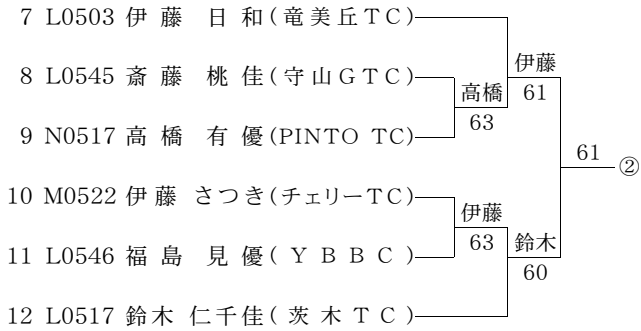 7 L0503 伊藤 日和(竜美丘TC)
伊藤
8 L0545 斎藤 桃佳(守山GTC)
高橋
61
63
9 N0517 高橋 有優(PINTO TC)
61
②
10 M0522 伊藤 さつき(チェリーTC)
伊藤
63
鈴木
11 L0546 福島 見優(YBBC)
60
12 L0517 鈴木 仁千佳(茨木TC)